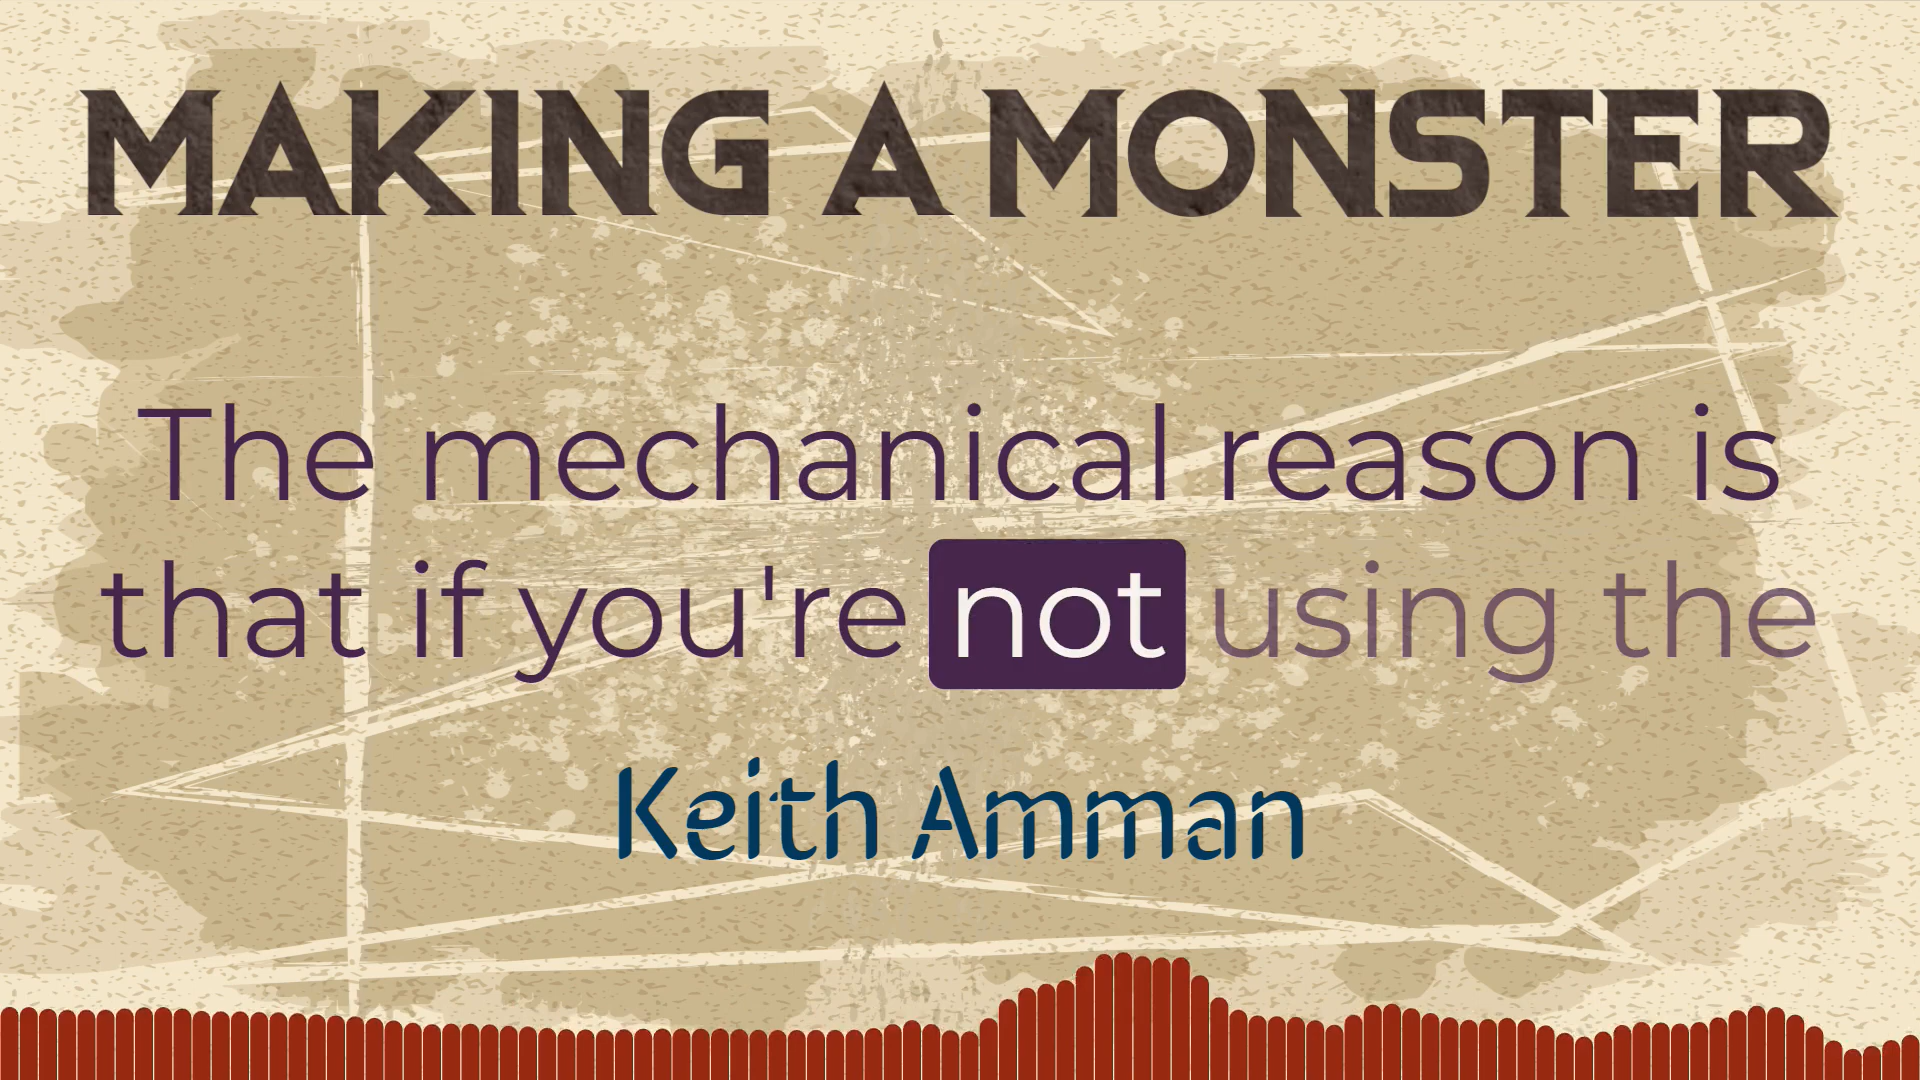 MAKING A MONSTER
The mechanical reason is
that if you're not using the
Keith Amman